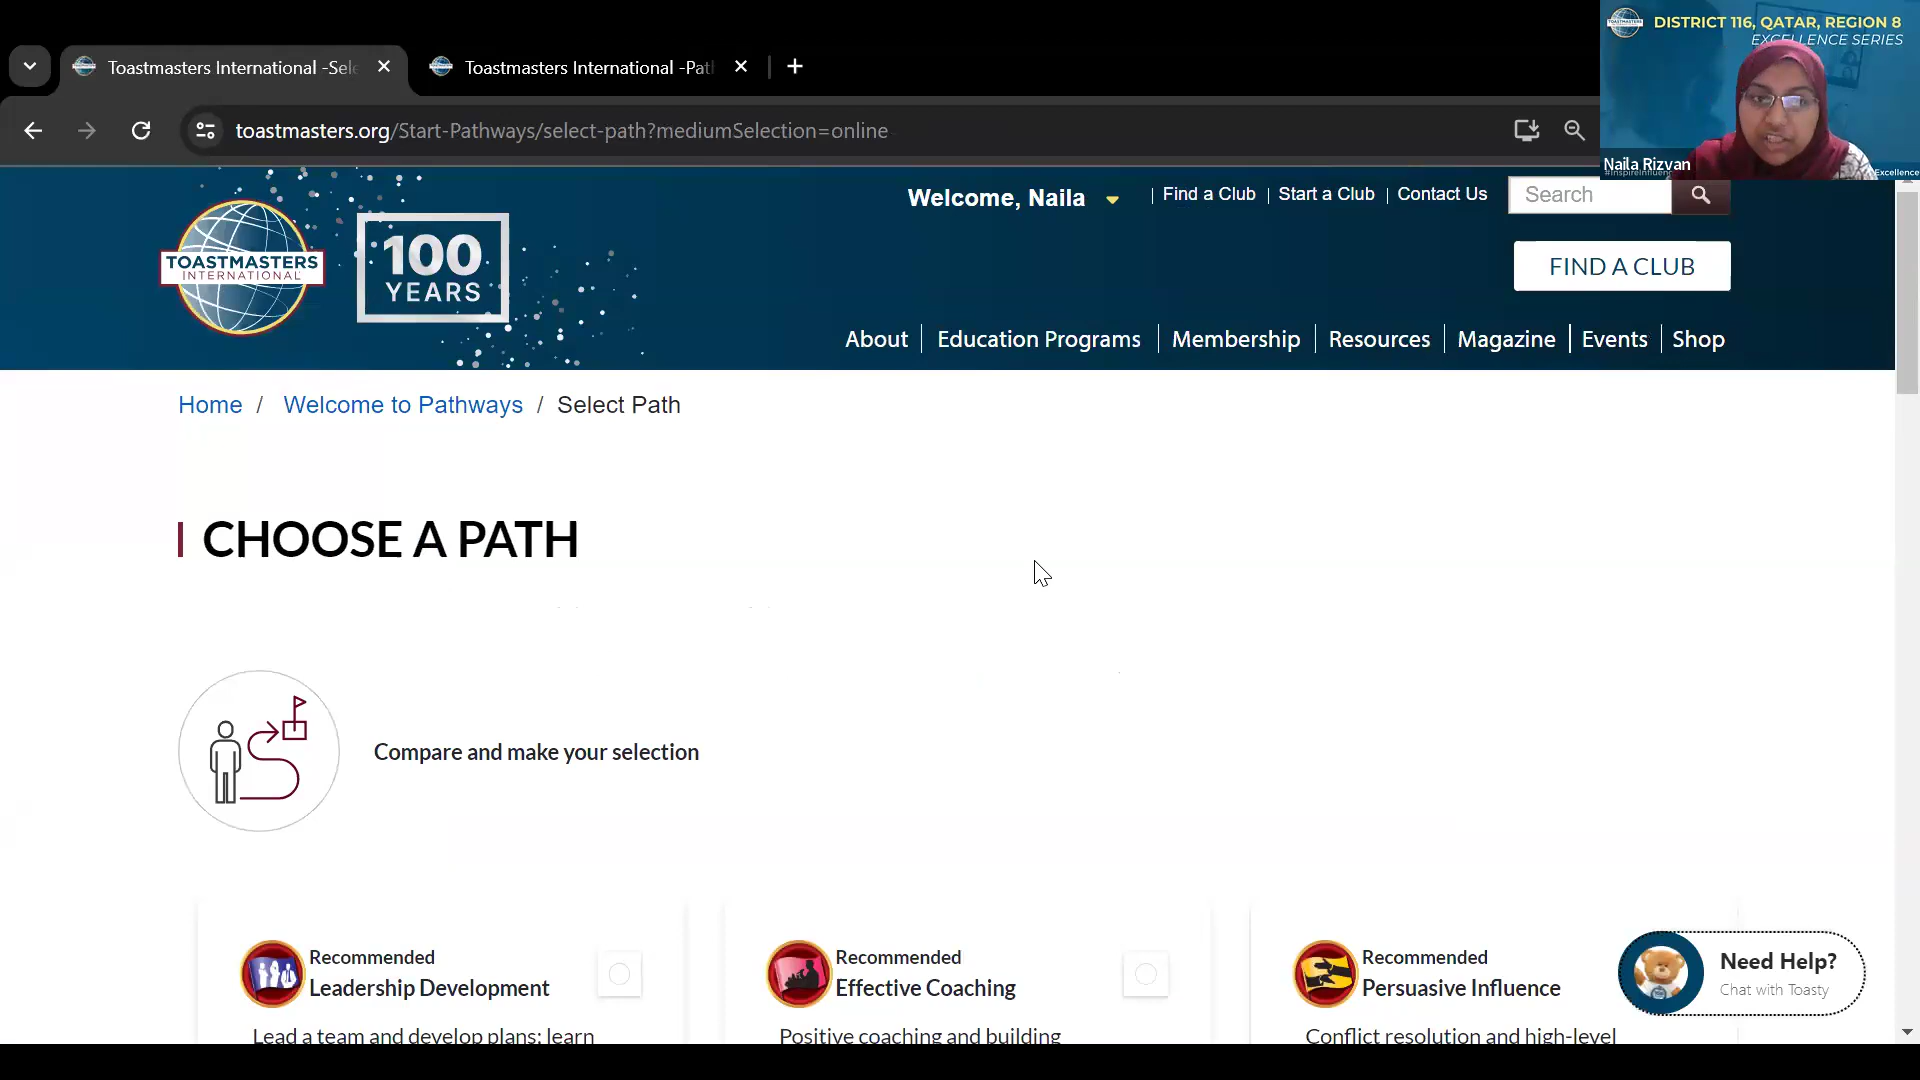 DISTRICT 116, QATAR, REGION 8
EXCELLENCE SERIES
Toastmasters International -Sele
Toastmasters International -Pat
toastmasters.org/Start-Pathways/select-path?mediumSelection=online
Naila Rizvan
Excellence
Welcome, Naila
Find a Club
Start a Club
Contact Us
Search
TOASTMASTERS
INTERNATIONAL
100
YEARS
FIND A CLUB
About
Education Programs
Membership
Resources
Magazine
Events
Shop
Home / Welcome to Pathways / Select Path
CHOOSE A PATH
Compare and make your selection
Recommended
Leadership Development
Lead a team and develop plans; learn
Recommended
Effective Coaching
Positive coaching and building
Recommended
Persuasive Influence
Conflict resolution and high-level
Need Help?
Chat with Toasty